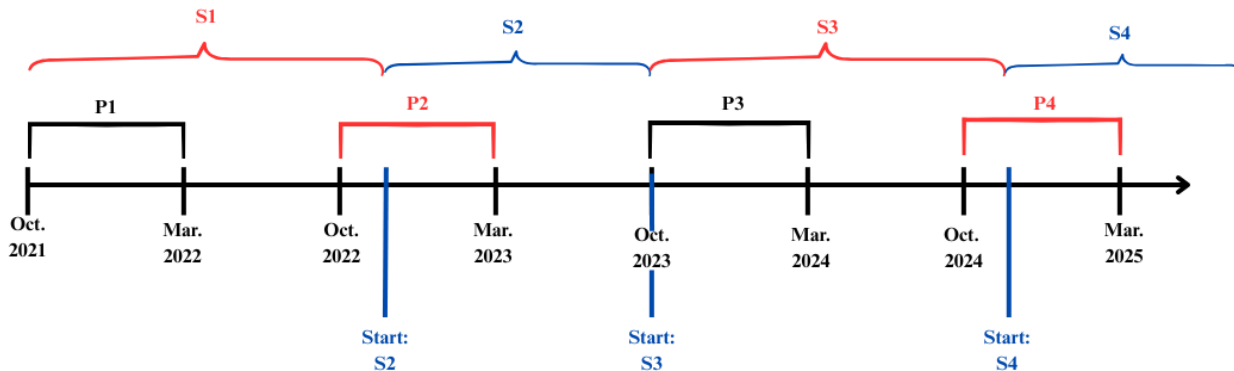 S1
S2
S3
S4
P1
P2
P3
P4
Oct.
2021
Mar.
2022
Oct.
2022
Mar.
2023
Oct.
2023
Mar.
2024
Oct.
2024
Mar.
2025
Start:
S2
Start:
S3
Start:
S4